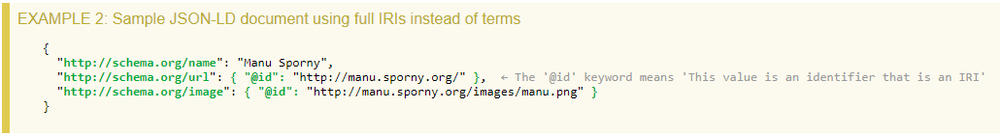 EXAMPLE 2: Sample JSON-LD document using full IRIs instead of terms
{
  "http://schema.org/name": "Manu Sporny",
  "http://schema.org/url": { "@id": "http://manu.sporny.org/" },  ← The '@id' keyword means 'This value is an identifier that is an IRI'
  "http://schema.org/image": { "@id": "http://manu.sporny.org/images/manu.png" }
}